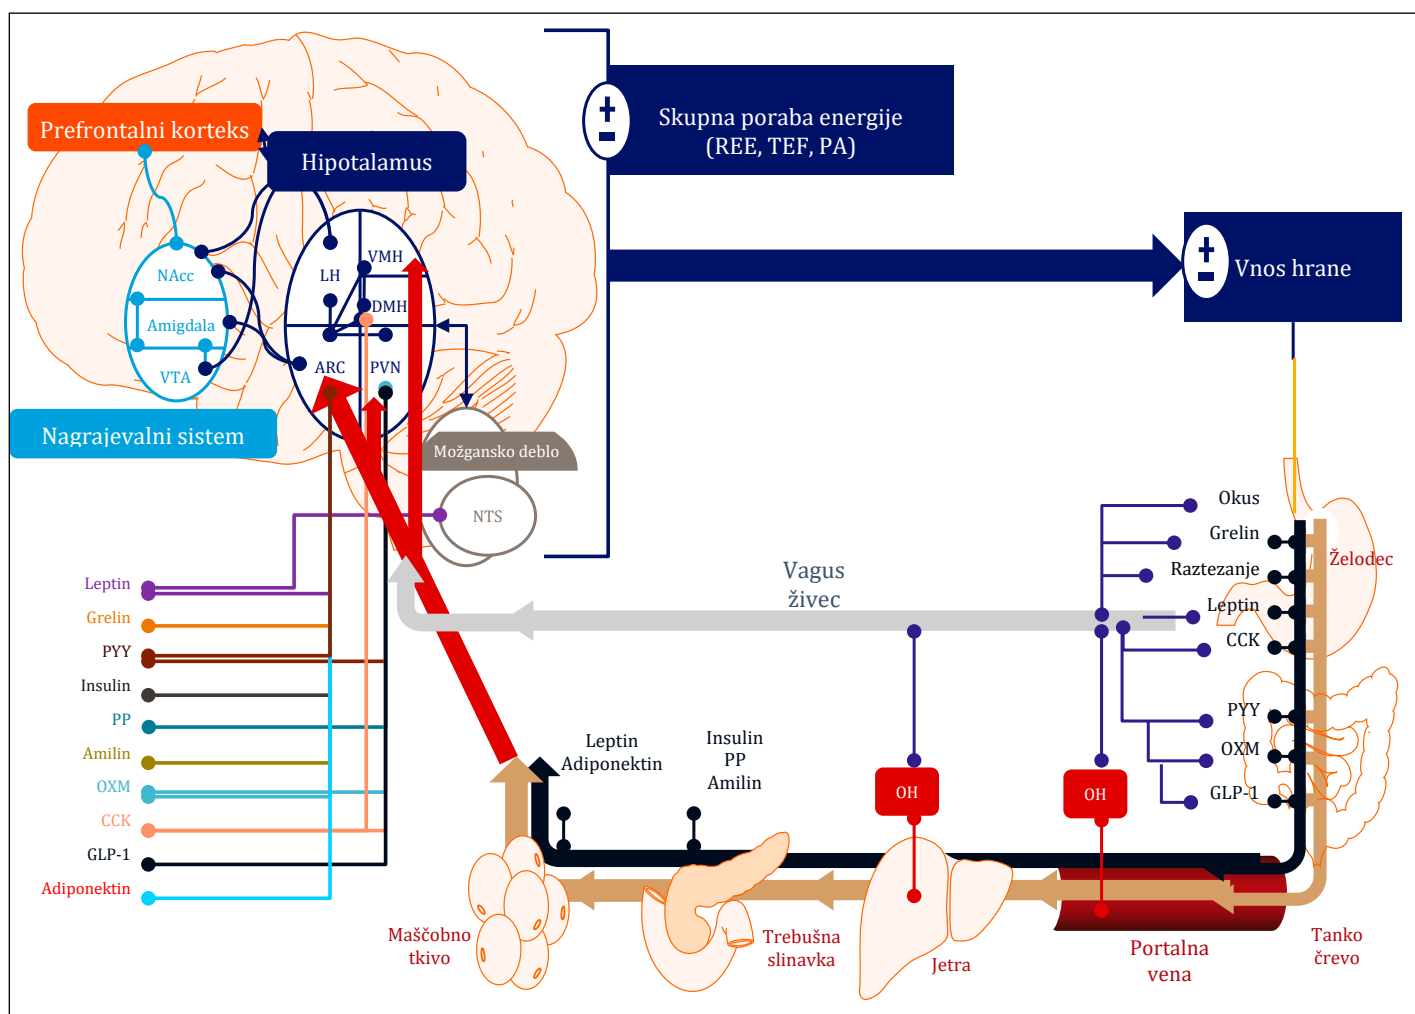 Prefrontalni korteks
Hipotalamus
Skupna poraba energije
(REE, TEF, PA)
Vnos hrane
VMH
LH
NAcc
DMH
Amigdala
ARC
PVN
VTA
Nagrajevalni sistem
Možgansko deblo
NTS
Leptin
Grelin
PYY
Insulin
PP
Amilin
OXM
CCK
GLP-1
Adiponektin
Vagus
živec
Okus
Grelin
Raztezanje
Leptin
CCK
PYY
OXM
GLP-1
Želodec
Leptin
Adiponektin
Insulin
PP
Amilin
OH
OH
Maščobno
tkivo
Trebušna
slinavka
Jetra
Portalna
vena
Tanko
črevo